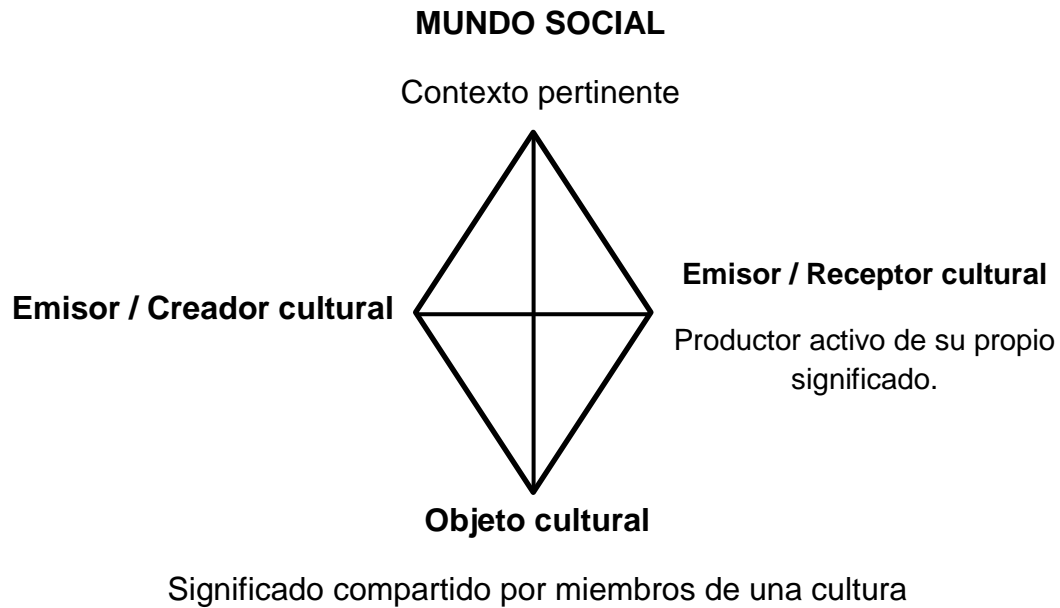 MUNDO SOCIAL
Contexto pertinente
Emisor / Creador cultural
Emisor / Receptor cultural
Productor activo de su propio
significado.
Objeto cultural
Significado compartido por miembros de una cultura